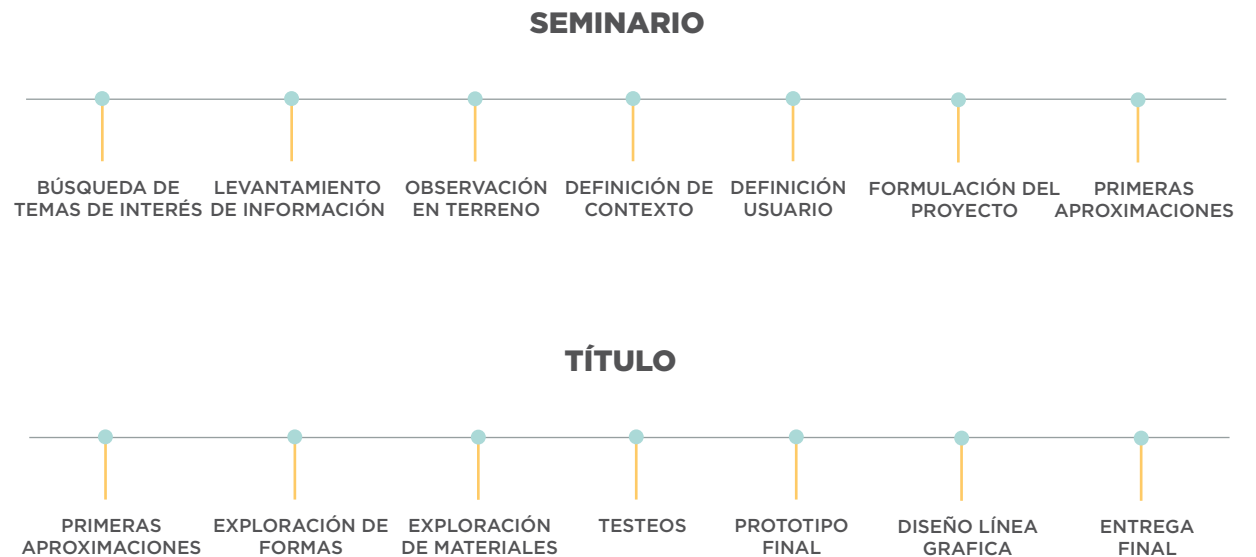 SEMINARIO
BÚSQUEDA DE
TEMAS DE INTERÉS
LEVANTAMIENTO
DE INFORMACIÓN
OBSERVACIÓN
EN TERRENO
DEFINICIÓN DE
CONTEXTO
DEFINICIÓN
USUARIO
FORMULACIÓN DEL
PROYECTO
PRIMERAS
APROXIMACIONES
TÍTULO
PRIMERAS
APROXIMACIONES
EXPLORACIÓN DE
FORMAS
EXPLORACIÓN
DE MATERIALES
TESTEOS
PROTOTIPO
FINAL
DISEÑO LÍNEA
GRAFICA
ENTREGA
FINAL